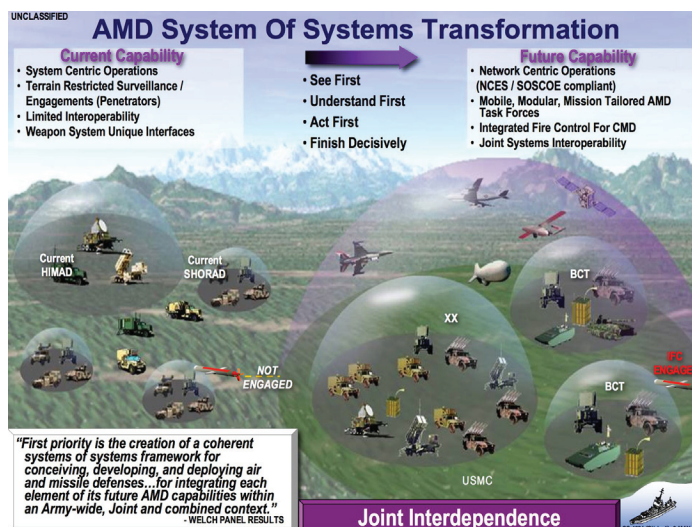 UNCLASSIFIED
AMD System Of Systems Transformation
Current Capability
• System Centric Operations
• Terrain Restricted Surveillance /
Engagements (Penetrators)
• Limited Interoperability
• Weapon System Unique Interfaces
• See First
• Understand First
• Act First
• Finish Decisively
Future Capability
• Network Centric Operations
(NCES / SOSCOE compliant)
• Mobile, Modular, Mission Tailored AMD
Task Forces
• Integrated Fire Control For CMD
• Joint Systems Interoperability
Current
HIMAD
Current
SHORAD
NOT
ENGAGED
XX
BCT
IFC
ENGAGE
BCT
USMC
"First priority is the creation of a coherent
systems of systems framework for
conceiving, developing, and deploying air
and missile defenses…for integrating each
element of its future AMD capabilities within
an Army-wide, Joint and combined context."
- WELCH PANEL RESULTS
Joint Interdependence